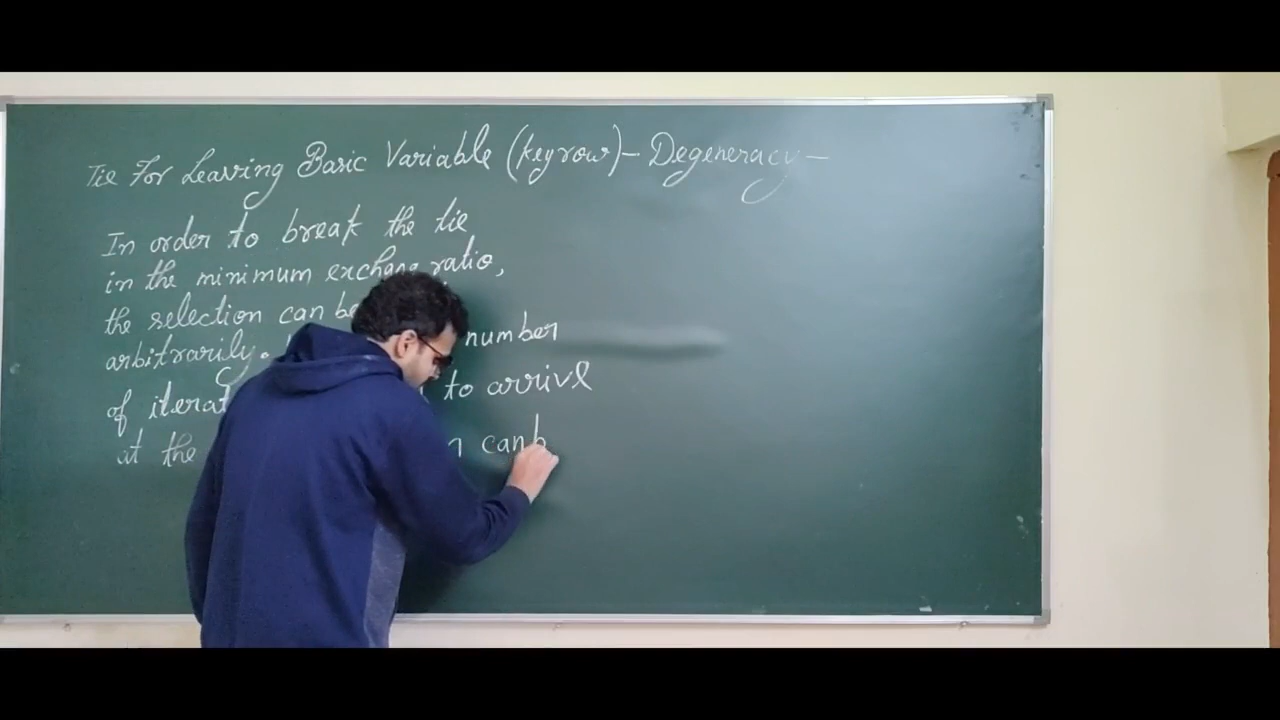 Tie For Leaving Basic Variable (key row) - Degeneracy -
In order to break the tie
in the minimum exchang ratio,
the selection can be
arbitrarily. number
of iterat to arrive
at the can b